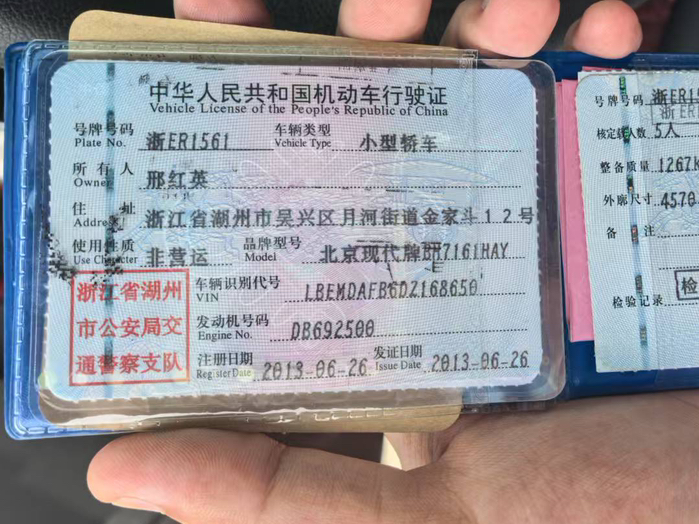 中华人民共和国机动车行驶证
Vehicle License of the People's Republic of China
号牌号码 浙ER1561 车辆类型 小型轿车
Plate No. Vehicle Type
所有人 邢红英
Owner
住址 浙江省湖州市吴兴区月河街道金家斗12号
Address
使用性质 非营运 品牌型号 北京现代牌BH7161HAY
Use Character Model
浙江省湖州
市公安局交
通警察支队
车辆识别代号 LBEMDAFB6DZ168650
VIN
发动机号码 DB692500
Engine No.
注册日期 2013-06-26 发证日期 2013-06-26
Register Date Issue Date
号牌号码 浙ER15
浙ER
核定载人数 5人
整备质量 1267k
外廓尺寸 4570
备注
检
检验记录